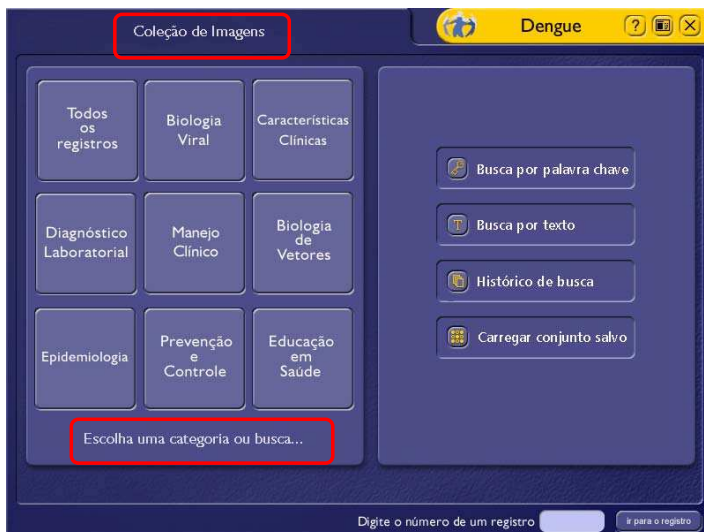 Coleção de Imagens
Dengue
?
Todos
os
registros
Biologia
Viral
Características
Clínicas
Diagnóstico
Laboratorial
Manejo
Clínico
Biologia
de
Vetores
Epidemiologia
Prevenção
e
Controle
Educação
em
Saúde
Escolha uma categoria ou busca...
Busca por palavra chave
T Busca por texto
Histórico de busca
Carregar conjunto salvo
Digite o número de um registro
ir para o registro